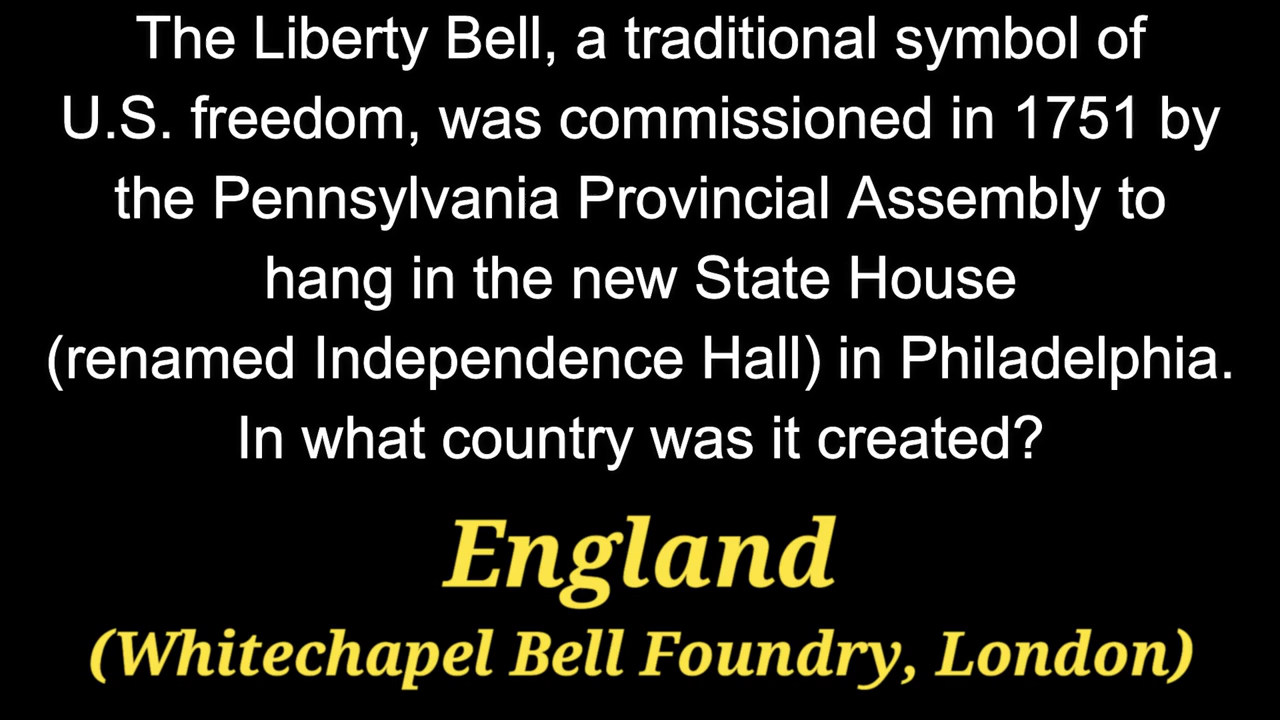 The Liberty Bell, a traditional symbol of
U.S. freedom, was commissioned in 1751 by
the Pennsylvania Provincial Assembly to
hang in the new State House
(renamed Independence Hall) in Philadelphia.
In what country was it created?
England
(Whitechapel Bell Foundry, London)